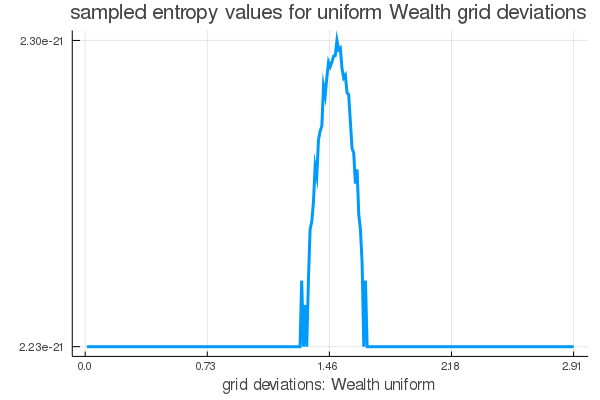 sampled entropy values for uniform Wealth grid deviations
2.30e-21
2.23e-21
0.0 0.73 1.46 2.18 2.91
grid deviations: Wealth uniform